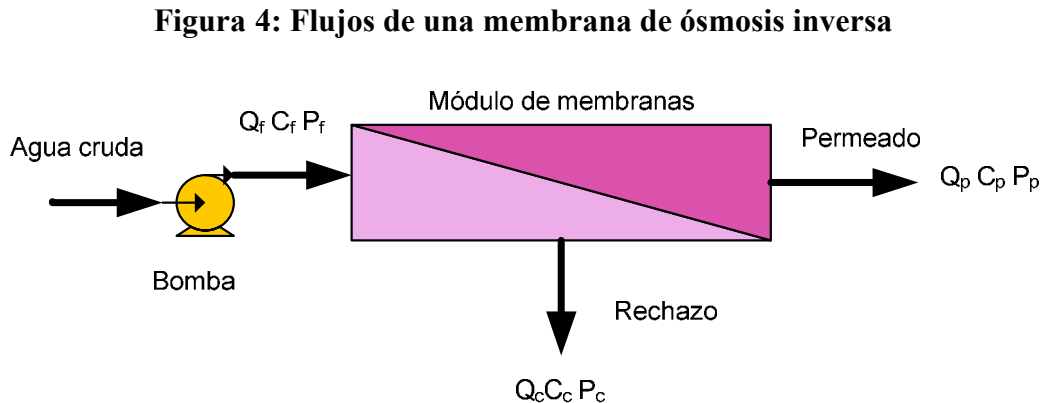 Figura 4: Flujos de una membrana de ósmosis inversa
Módulo de membranas
Qf Cf Pf
Permeado
Agua cruda
Qp Cp Pp
Bomba
Rechazo
QcCc Pc